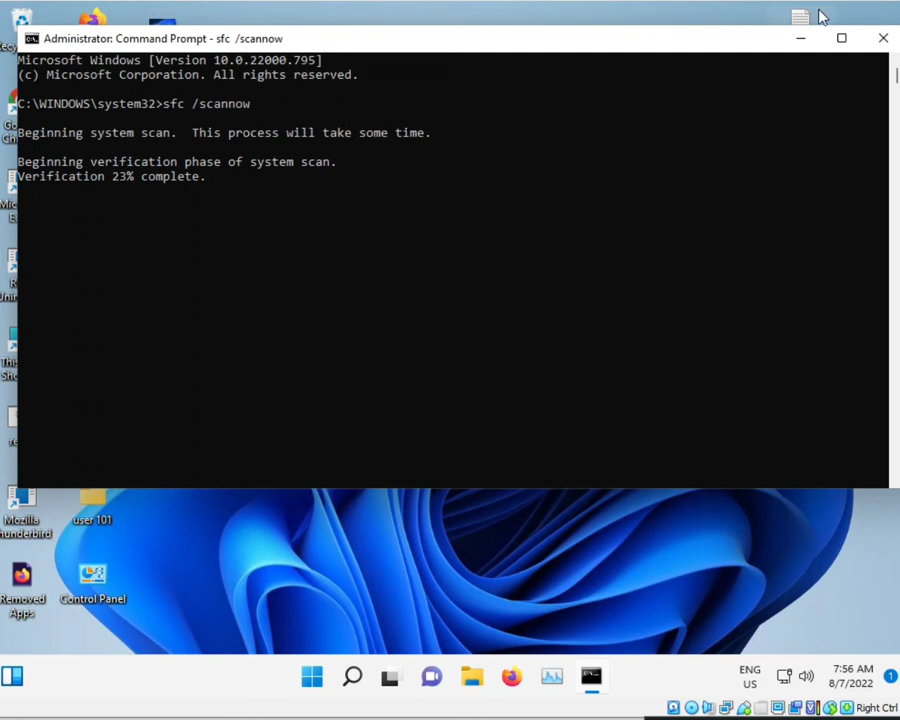 Administrator: Command Prompt - sfc /scannow
Microsoft Windows [Version 10.0.22000.795]
(c) Microsoft Corporation. All rights reserved.
C:\WINDOWS\system32>sfc /scannow
Beginning system scan.  This process will take some time.
Beginning verification phase of system scan.
Verification 23% complete.
Mozilla
hunderbird
user 101
Removed
Apps
Control Panel
ENG
US
7:56 AM
8/7/2022
1
Right Ctrl